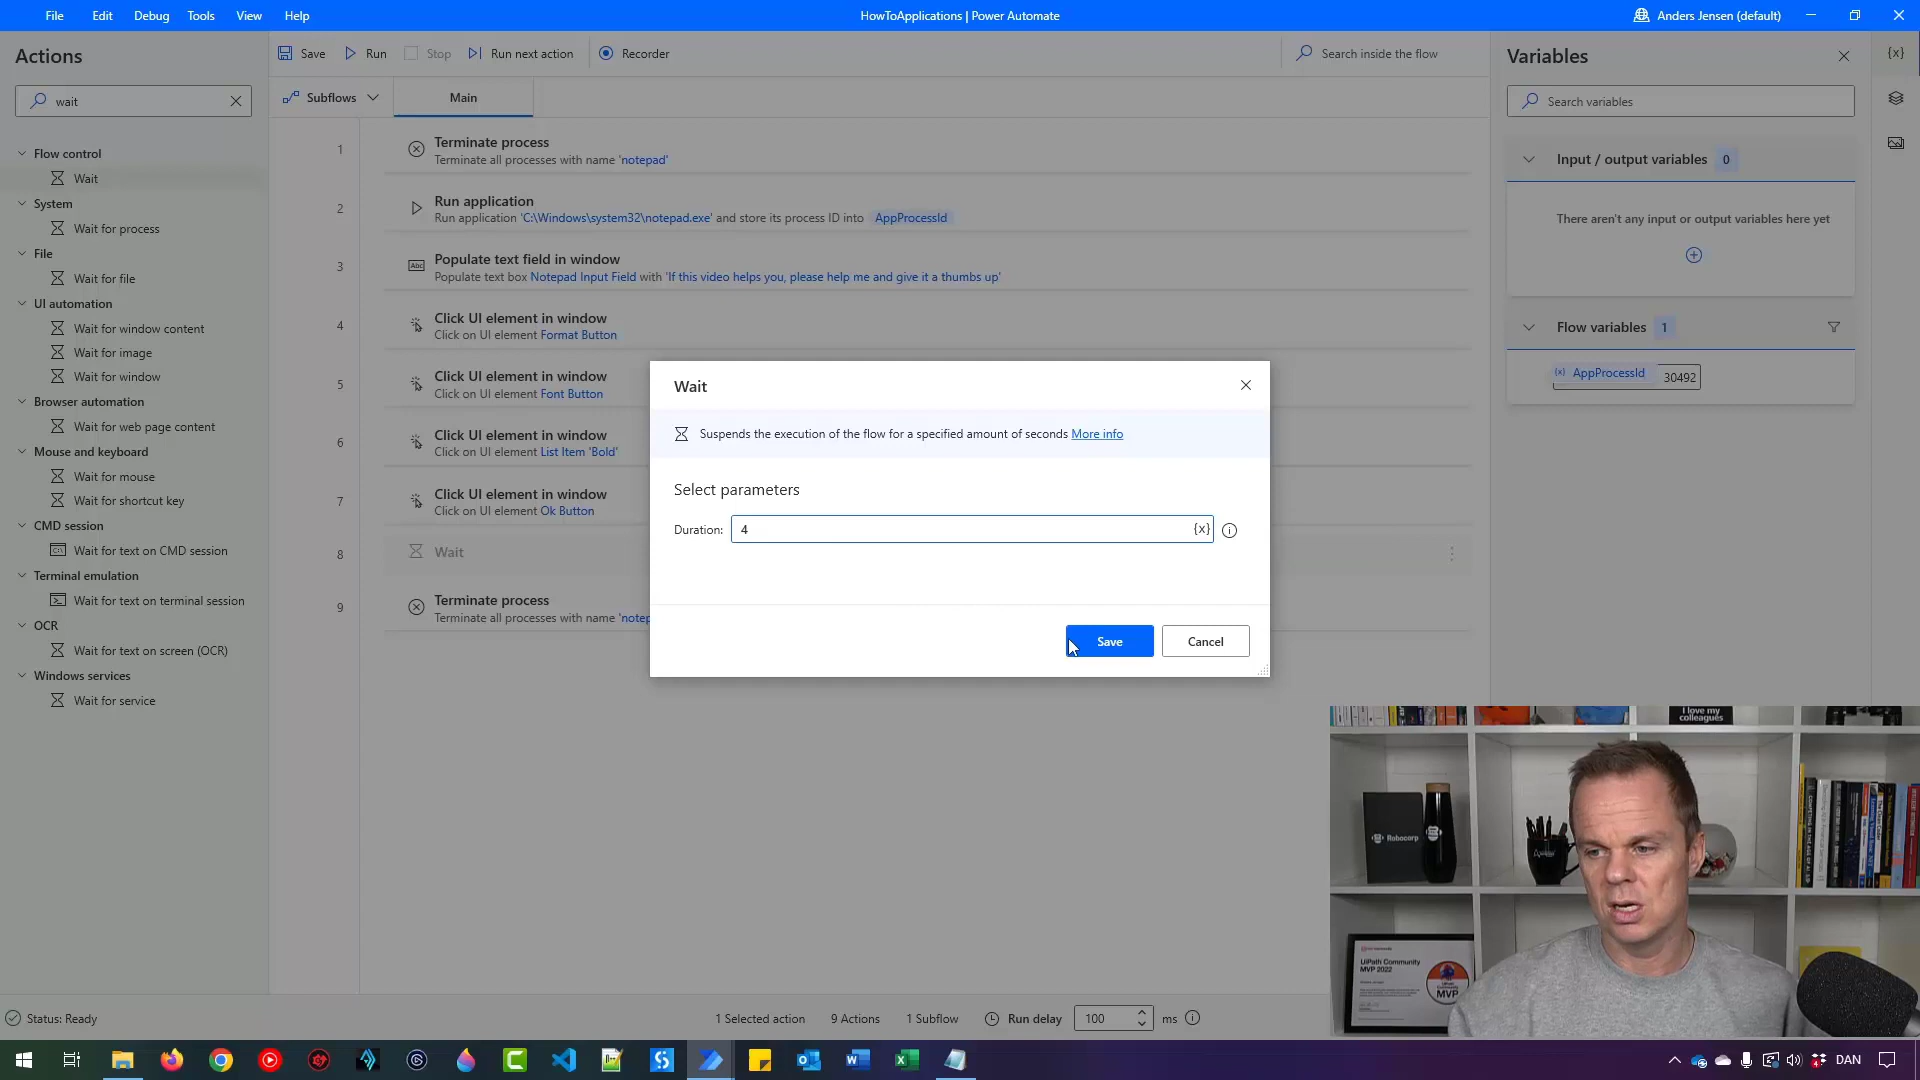 File Edit Debug Tools View Help
HowToApplications | Power Automate
Anders Jensen (default)
Actions
wait
Flow control
Wait
System
Wait for process
File
Wait for file
UI automation
Wait for window content
Wait for image
Wait for window
Browser automation
Wait for web page content
Mouse and keyboard
Wait for mouse
Wait for shortcut key
CMD session
Wait for text on CMD session
Terminal emulation
Wait for text on terminal session
OCR
Wait for text on screen (OCR)
Windows services
Wait for service
Save Run Stop Run next action Recorder
Search inside the flow
Subflows Main
1 Terminate process
Terminate all processes with name 'notepad'
2 Run application
Run application 'C:\Windows\system32\notepad.exe' and store its process ID into AppProcessId
3 Populate text field in window
Populate text box Notepad Input Field with 'If this video helps you, please help me and give it a thumbs up'
4 Click UI element in window
Click on UI element Format Button
5 Click UI element in window
Click on UI element Font Button
6 Click UI element in window
Click on UI element List Item 'Bold'
7 Click UI element in window
Click on UI element Ok Button
8 Wait
9 Terminate process
Terminate all processes with name 'notep
Wait
Suspends the execution of the flow for a specified amount of seconds More info
Select parameters
Duration: 4 {x}
Save Cancel
Variables
{x}
Search variables
Input / output variables 0
There aren't any input or output variables here yet
Flow variables 1
{x} AppProcessId 30492
I love my
colleagues
Robocorp
UiPath Community
MVP 2022
MVP
Status: Ready
1 Selected action 9 Actions 1 Subflow Run delay 100 ms
DAN